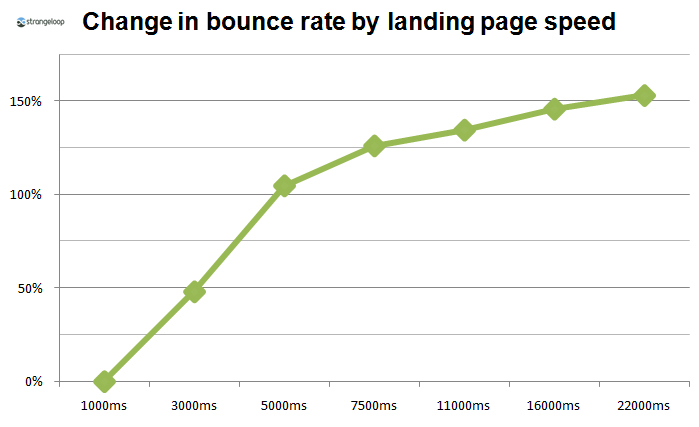 strangeloop
Change in bounce rate by landing page speed
150%
100%
50%
0%
1000ms 3000ms 5000ms 7500ms 11000ms 16000ms 22000ms